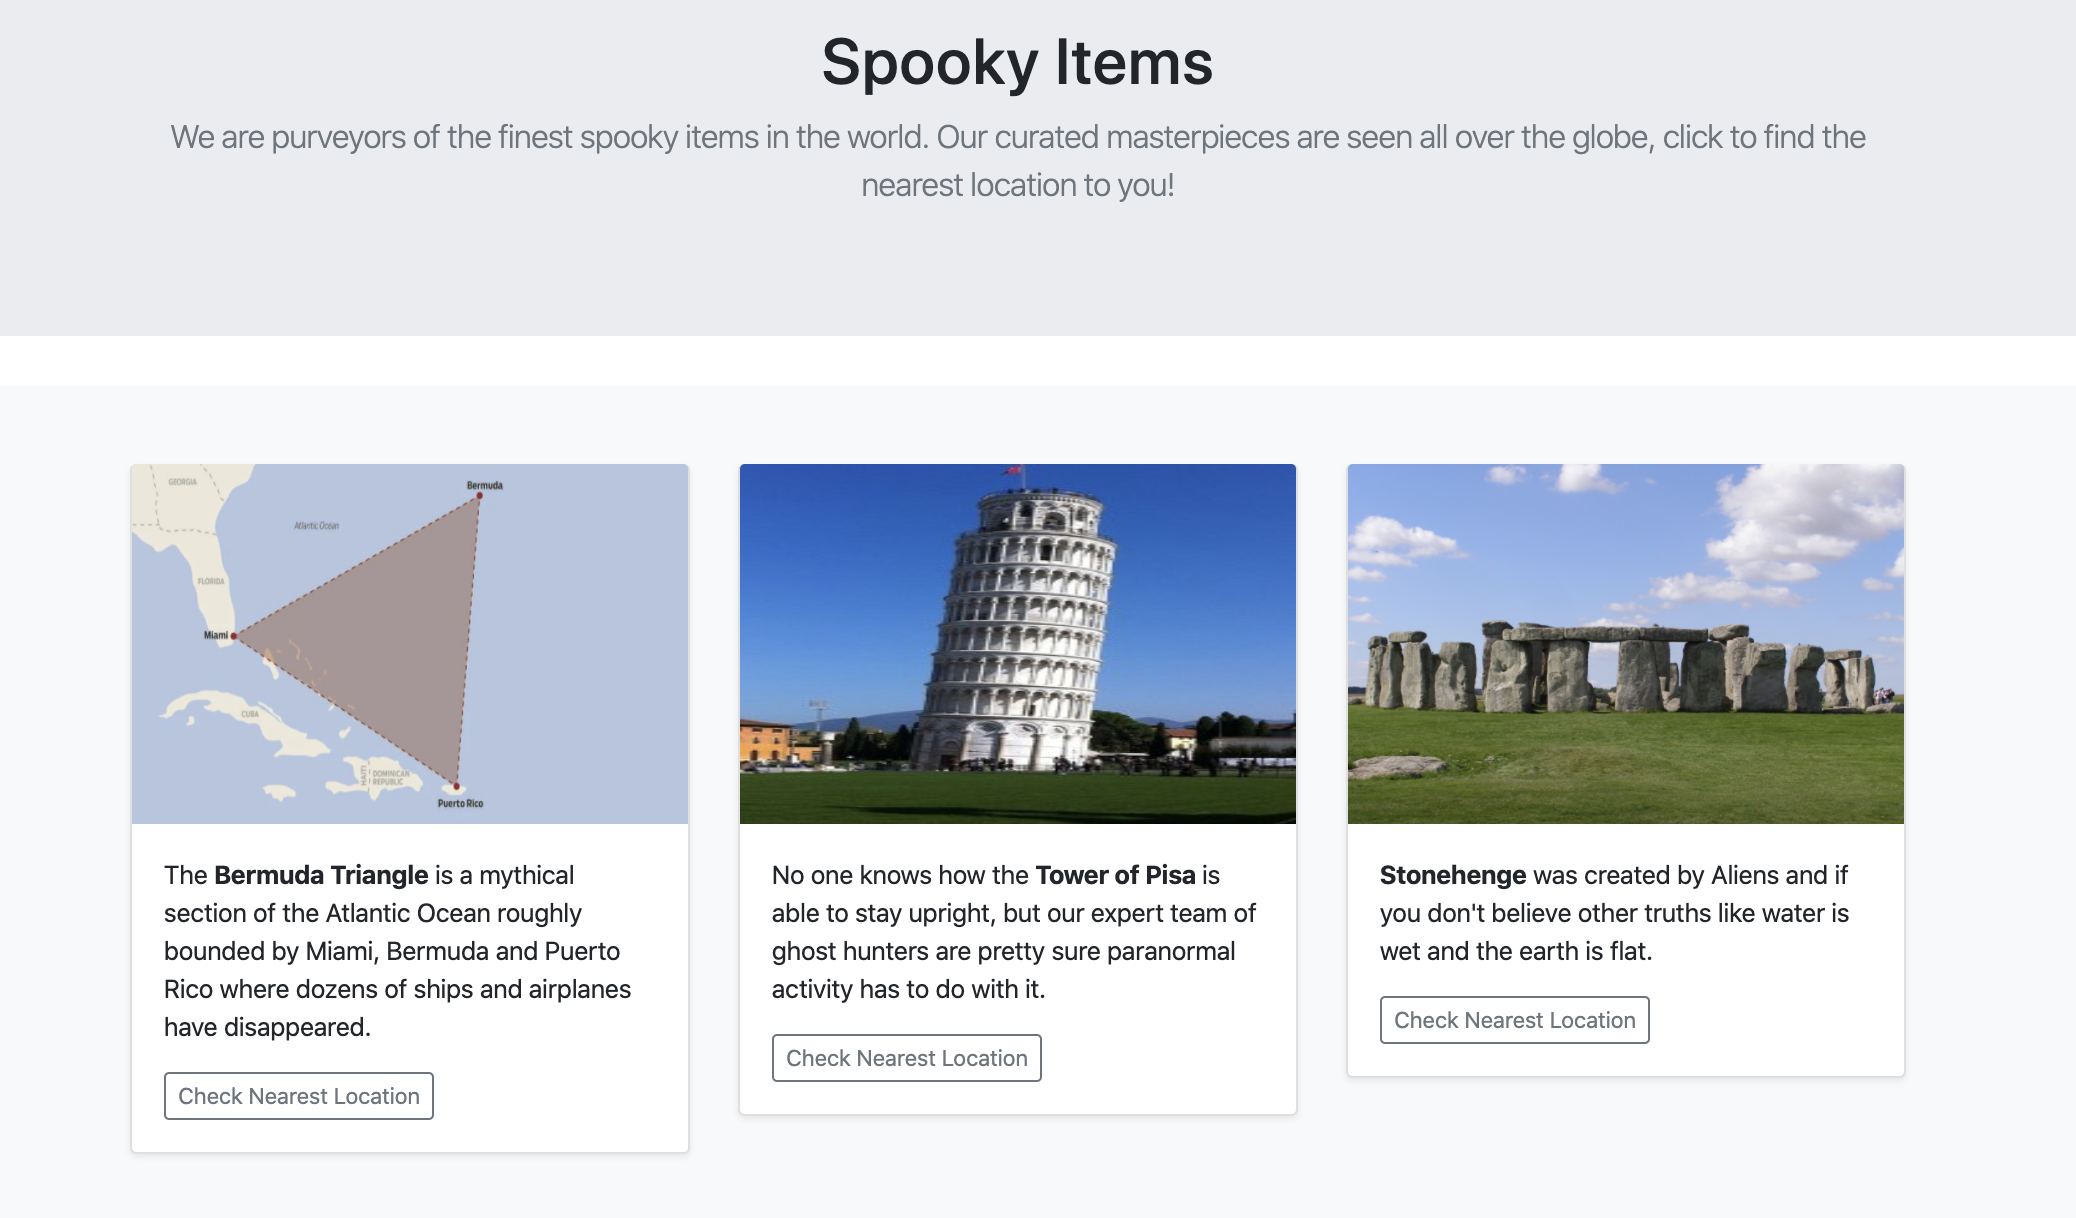 Spooky Items
We are purveyors of the finest spooky items in the world. Our curated masterpieces are seen all over the globe, click to find the
nearest location to you!
GEORGIA
Bermuda
Atlantic Ocean
FLORIDA
Miami
CUBA
HAITI
DOMINICAN
REPUBLIC
Puerto Rico
The Bermuda Triangle is a mythical
section of the Atlantic Ocean roughly
bounded by Miami, Bermuda and Puerto
Rico where dozens of ships and airplanes
have disappeared.
Check Nearest Location
No one knows how the Tower of Pisa is
able to stay upright, but our expert team of
ghost hunters are pretty sure paranormal
activity has to do with it.
Check Nearest Location
Stonehenge was created by Aliens and if
you don't believe other truths like water is
wet and the earth is flat.
Check Nearest Location